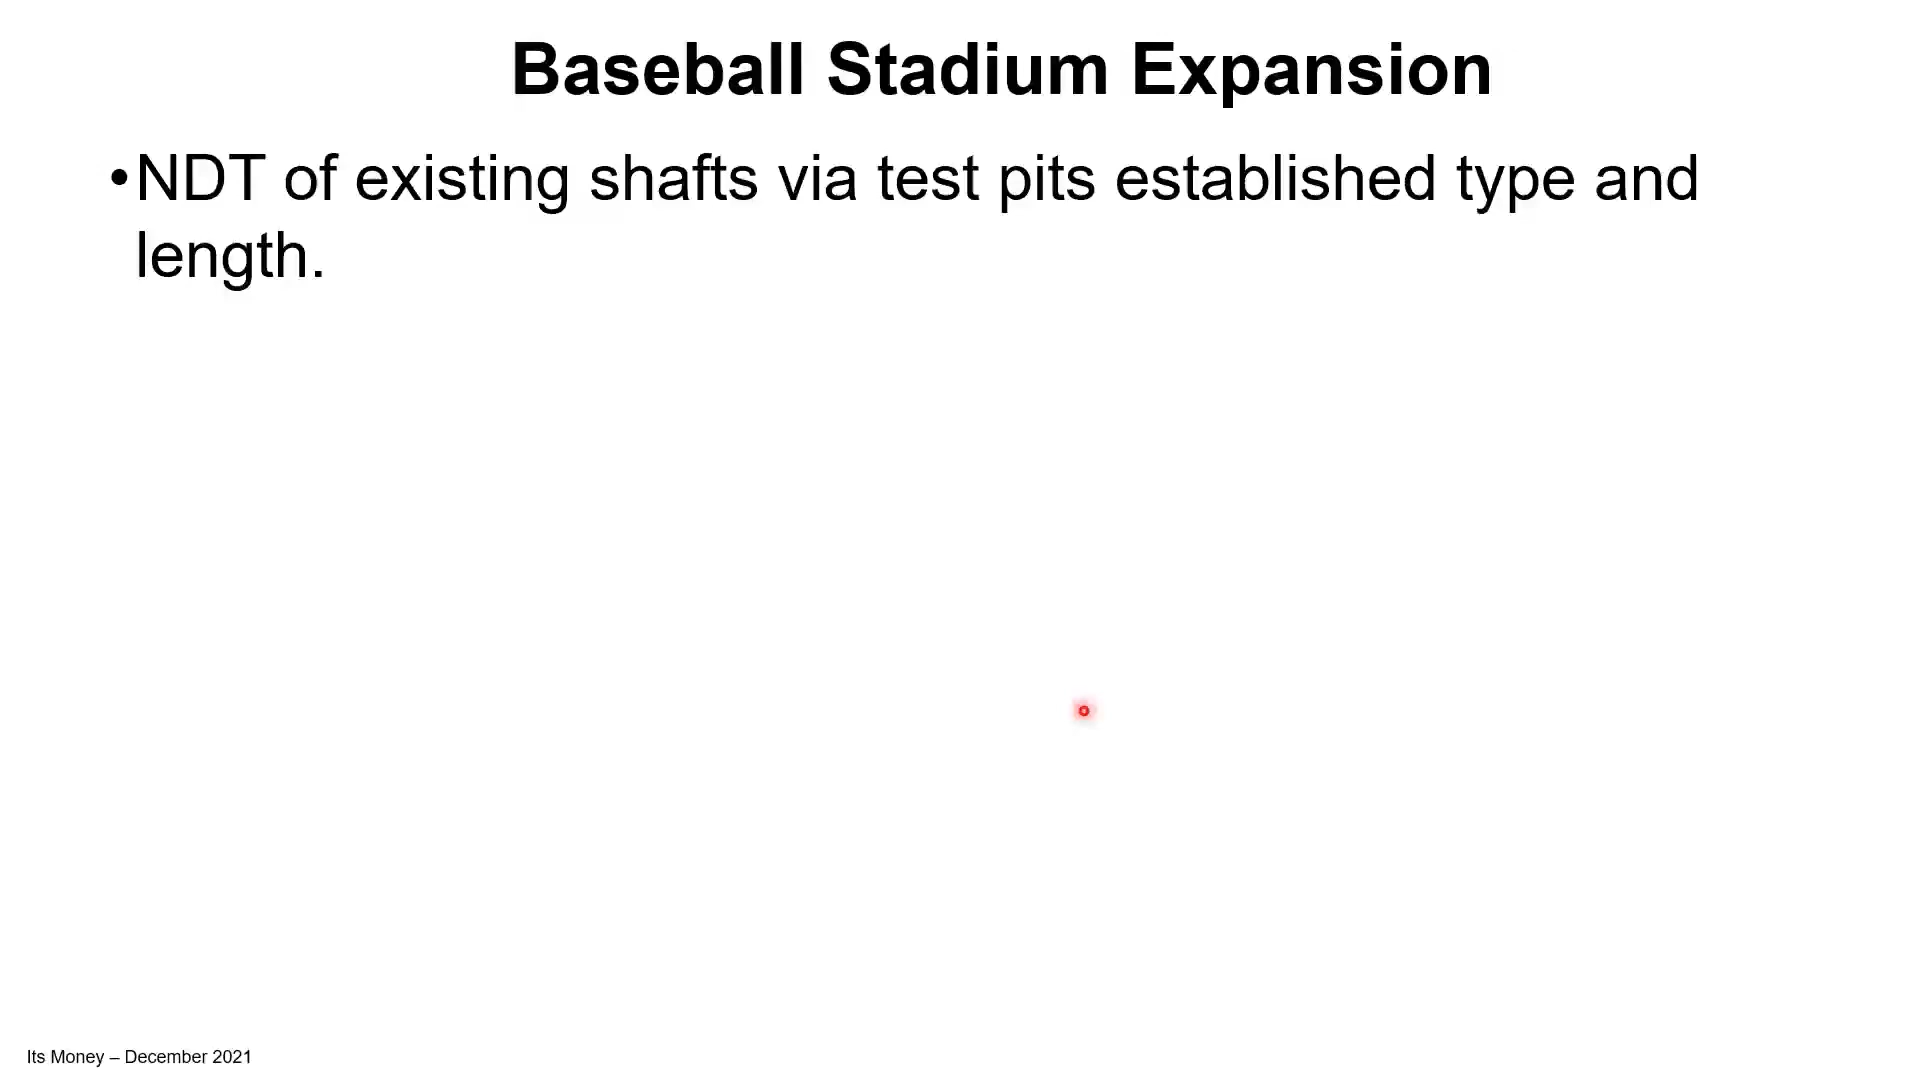 Baseball Stadium Expansion
•NDT of existing shafts via test pits established type and
length.
Its Money – December 2021